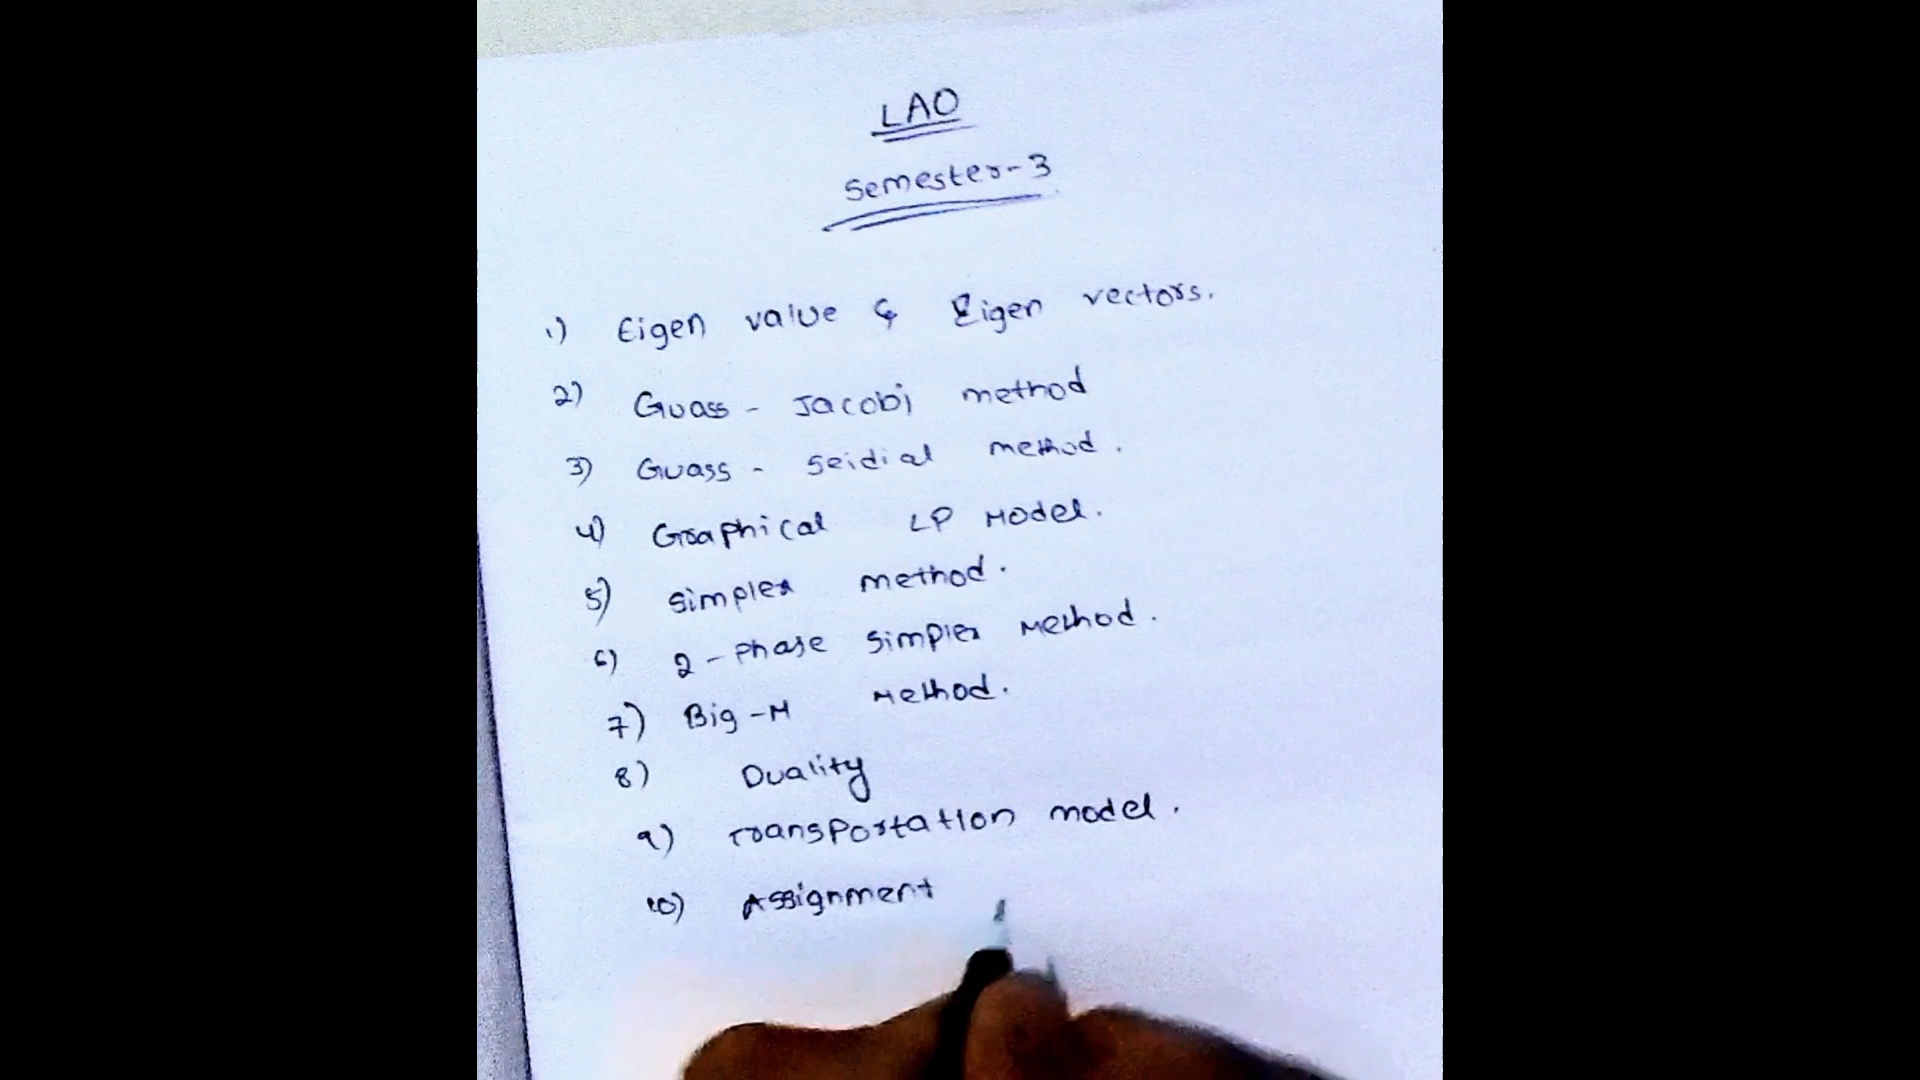 LAO
Semester-3
1) Eigen value & Eigen vectors.
2) Guass - Jacobi method
3) Guass - Seidial method.
4) Graphical LP Model.
5) Simplex method.
6) 2-Phase Simplex Method.
7) Big-M Method.
8) Duality
9) Transportation model.
10) Assignment